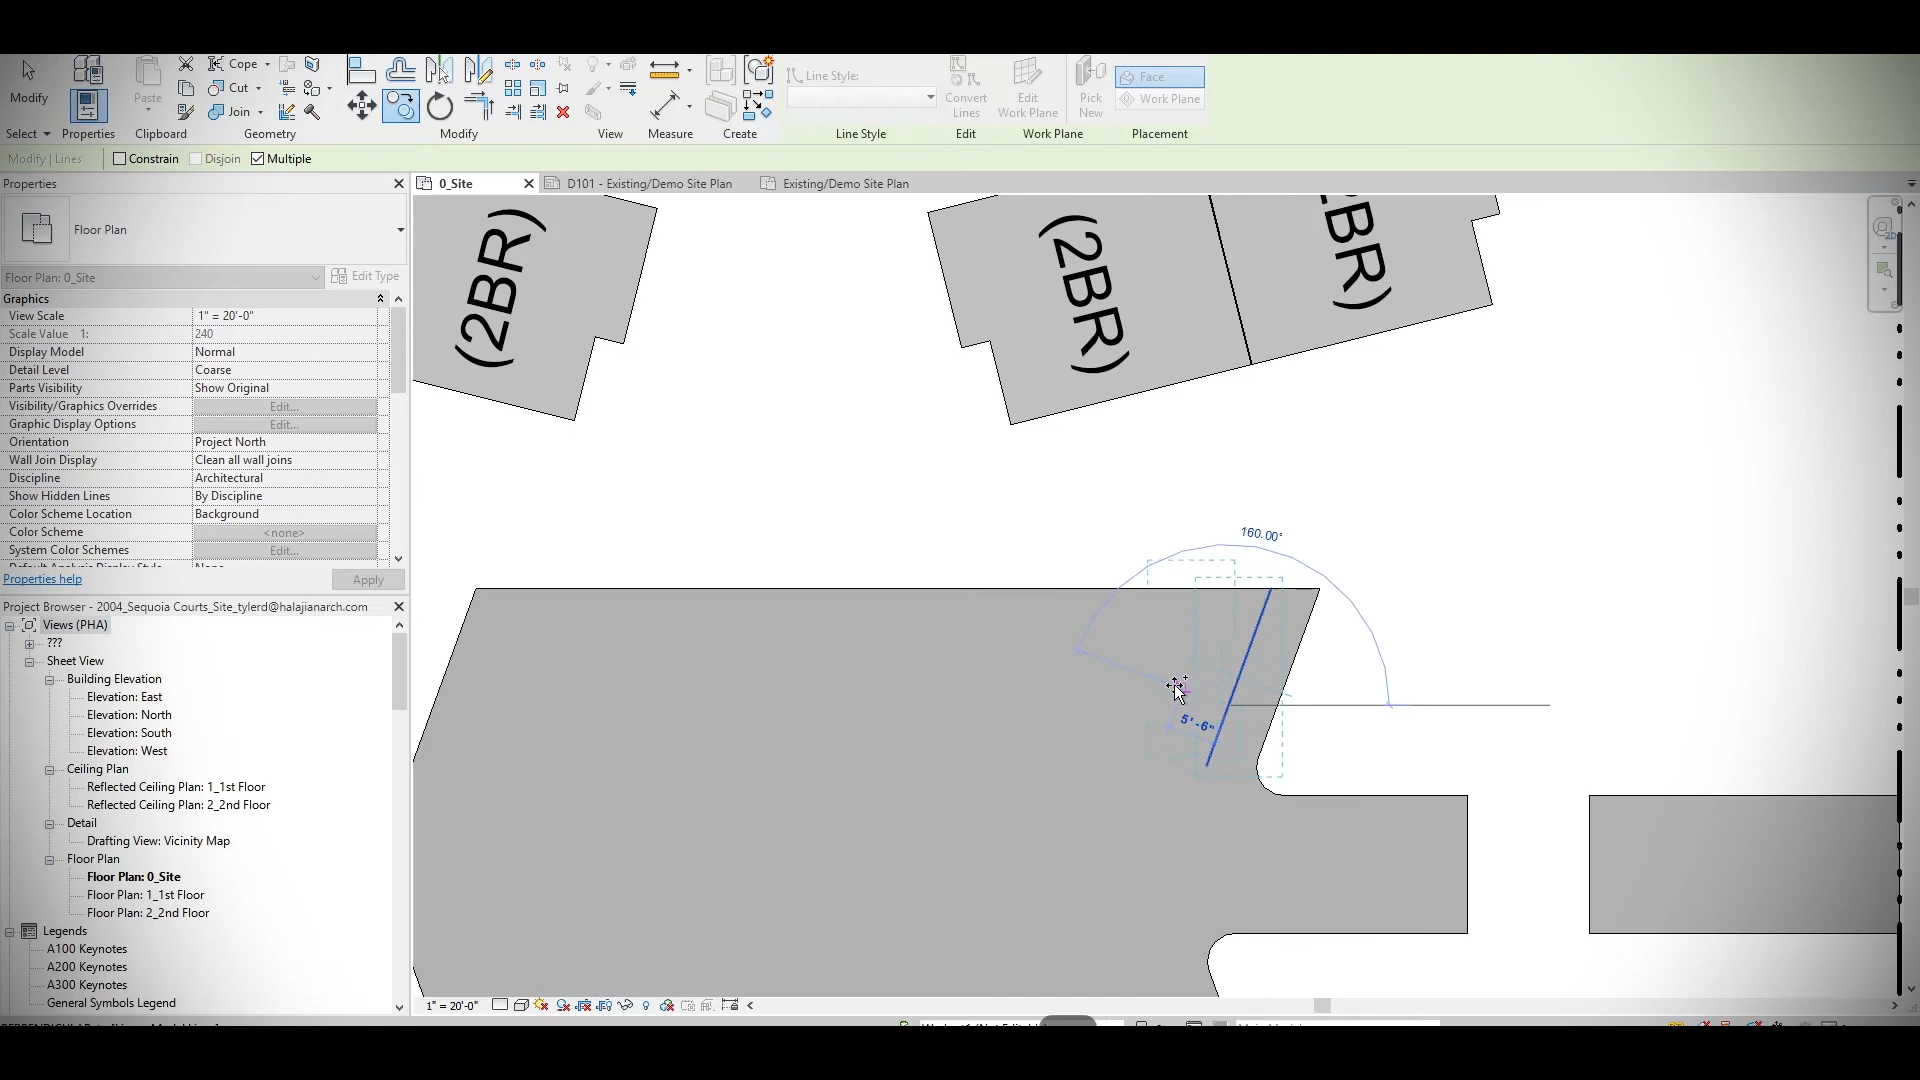 Modify
Paste
Cope
Cut
Join
Line Style:
Convert
Lines
Edit
Work Plane
Pick
New
Face
Work Plane
Select
Properties
Clipboard
Geometry
Modify
View
Measure
Create
Line Style
Edit
Work Plane
Placement
Modify | Lines
Constrain
Disjoin
Multiple
Properties
0_Site
D101 - Existing/Demo Site Plan
Existing/Demo Site Plan
Floor Plan
Floor Plan: 0_Site
Edit Type
Graphics
View Scale
1" = 20'-0"
Scale Value 1:
240
Display Model
Normal
Detail Level
Coarse
Parts Visibility
Show Original
Visibility/Graphics Overrides
Edit...
Graphic Display Options
Edit...
Orientation
Project North
Wall Join Display
Clean all wall joins
Discipline
Architectural
Show Hidden Lines
By Discipline
Color Scheme Location
Background
Color Scheme
<none>
System Color Schemes
Edit...
Properties help
Apply
Project Browser - 2004_Sequoia Courts_Site_tylerd@halajianarch.com
Views (PHA)
???
Sheet View
Building Elevation
Elevation: East
Elevation: North
Elevation: South
Elevation: West
Ceiling Plan
Reflected Ceiling Plan: 1_1st Floor
Reflected Ceiling Plan: 2_2nd Floor
Detail
Drafting View: Vicinity Map
Floor Plan
Floor Plan: 0_Site
Floor Plan: 1_1st Floor
Floor Plan: 2_2nd Floor
Legends
A100 Keynotes
A200 Keynotes
A300 Keynotes
General Symbols Legend
(2BR)
(2BR)
2BR)
160.00°
5'-6"
1" = 20'-0"